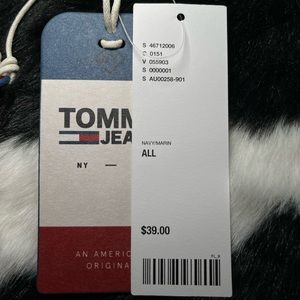 TOMM
JEA
NY —
AN AMERIC
ORIGINA
S 46712006
C 0151
V 055903
S 0000001
S AU00258-901
NAVY/MARIN
ALL
$39.00